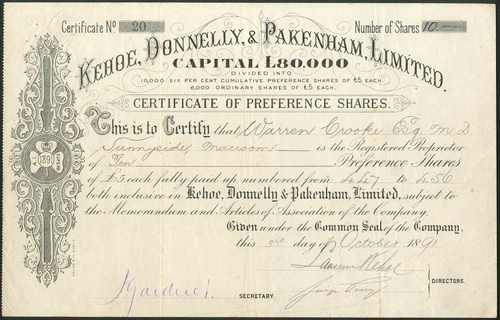 Certificate No 20 Number of Shares 10.
KEHOE, DONNELLY, & PAKENHAM, LIMITED.
CAPITAL £80,000
DIVIDED INTO
10,000 SIX PER CENT CUMULATIVE PREFERENCE SHARES OF £5 EACH.
6,000 ORDINARY SHARES OF £5 EACH.
CERTIFICATE OF PREFERENCE SHARES.
This is to Certify that Warren Crooke Esq M.D.
Sunnyside, Macroom is the Registered Proprietor
of Ten Preference Shares
of £5 each fully paid up numbered from 447 to 456
both inclusive in Kehoe, Donnelly & Pakenham, Limited, subject to
the Memorandum and Articles of Association of the Company.
Given under the Common Seal of the Company.
this day of October 1891
1891
Kehoe
DIRECTORS.
SECRETARY.